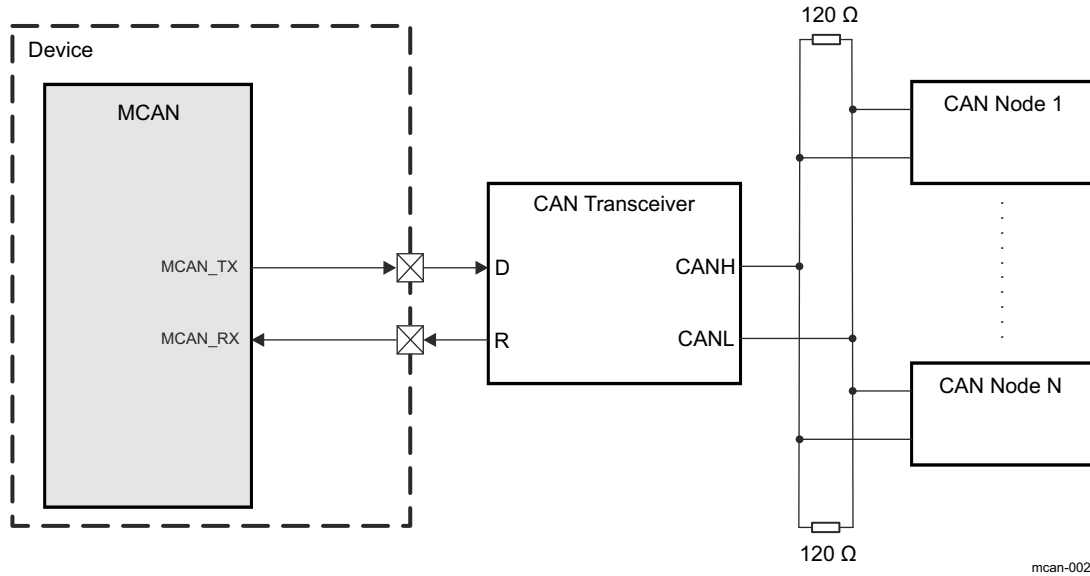 120 Ω
Device
MCAN
CAN Node 1
CAN Transceiver
MCAN_TX
D
CANH
MCAN_RX
R
CANL
CAN Node N
120 Ω
mcan-002